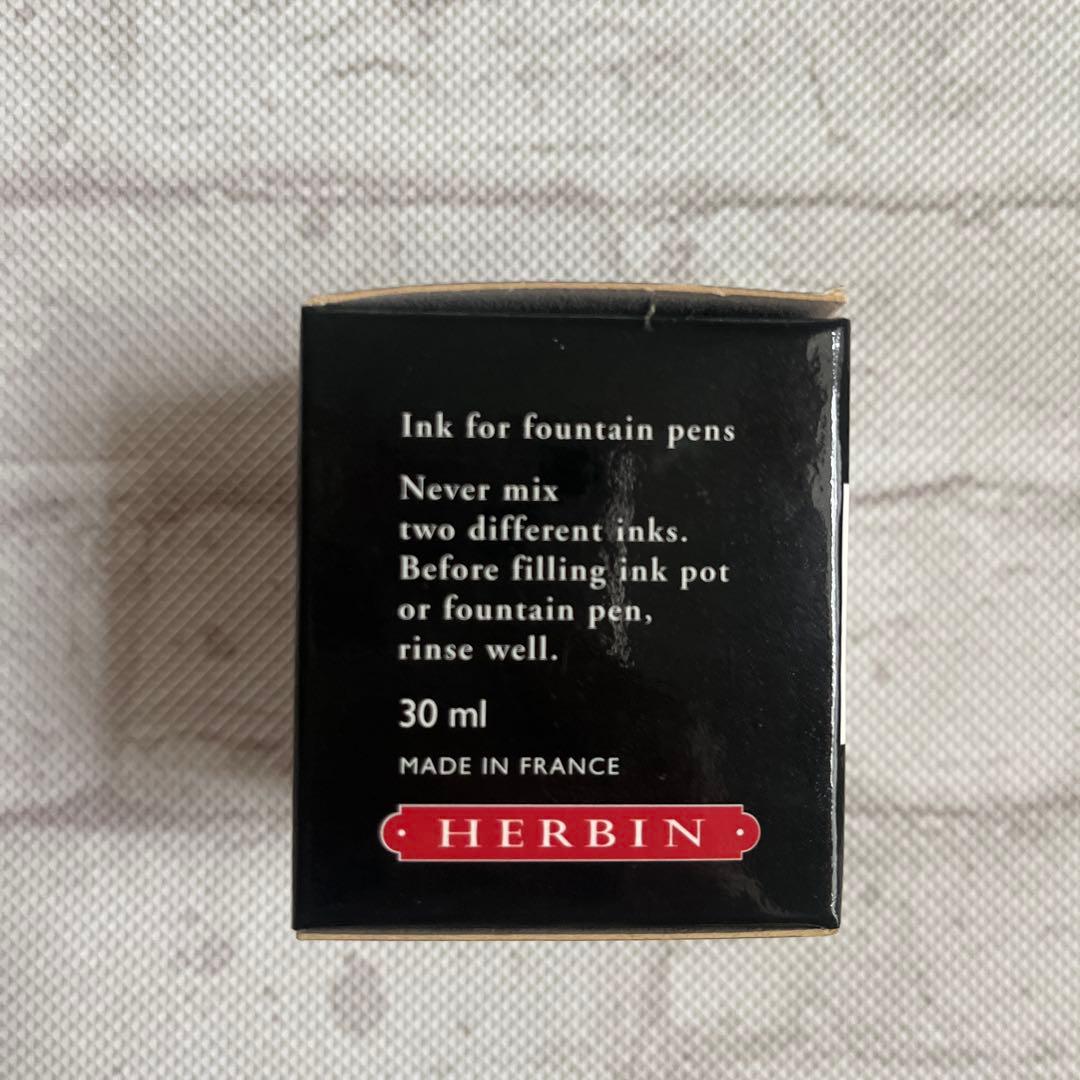 Ink for fountain pens
Never mix
two different inks.
Before filling ink pot
or fountain pen,
rinse well.
30 ml
MADE IN FRANCE
HERBIN